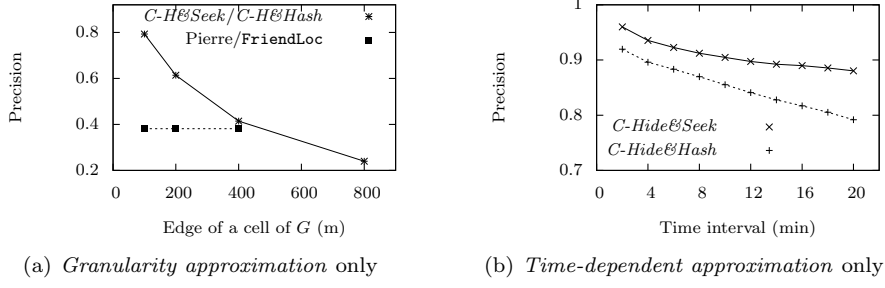 C-H&Seek/C-H&Hash
Pierre/FriendLoc
Precision
0.8
0.6
0.4
0.2
0 200 400 600 800
Edge of a cell of G (m)
(a) Granularity approximation only
Precision
1
0.9
0.8
0.7
C-Hide&Seek
C-Hide&Hash
0 4 8 12 16 20
Time interval (min)
(b) Time-dependent approximation only